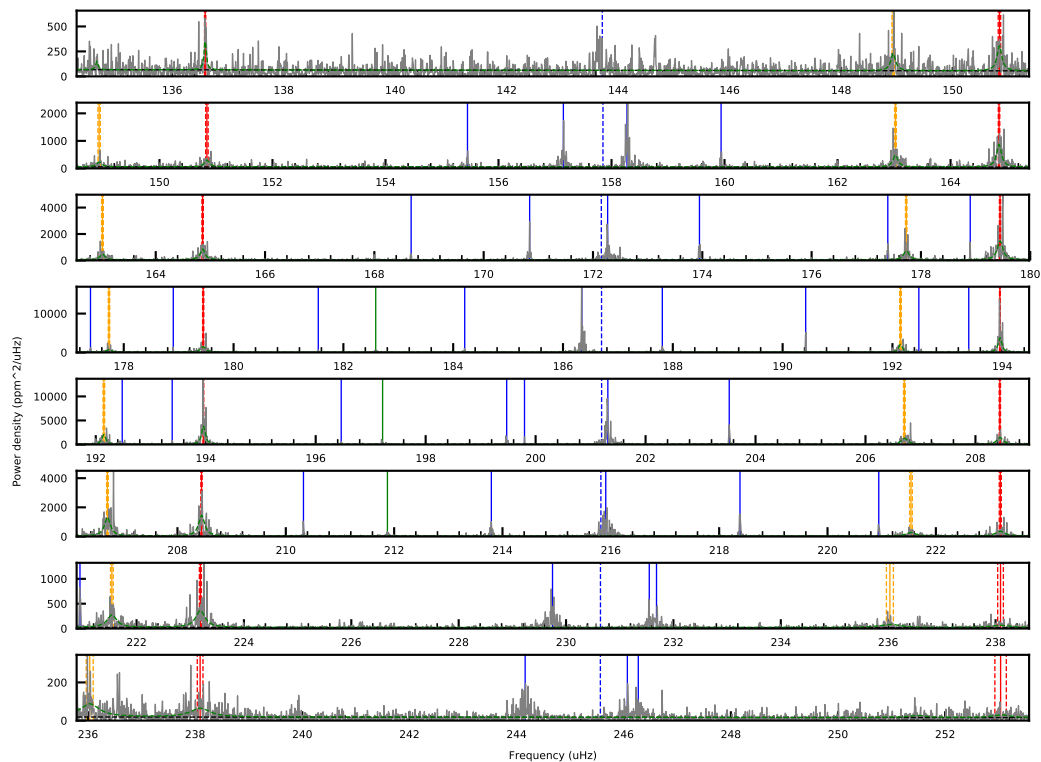 500
250
0
136 138 140 142 144 146 148 150
2000
1000
0
150 152 154 156 158 160 162 164
4000
2000
0
164 166 168 170 172 174 176 178 180
10000
0
178 180 182 184 186 188 190 192 194
10000
5000
0
192 194 196 198 200 202 204 206 208
4000
2000
0
208 210 212 214 216 218 220 222
1000
500
0
222 224 226 228 230 232 234 236 238
200
0
236 238 240 242 244 246 248 250 252
Power density (ppm^2/uHz)
Frequency (uHz)